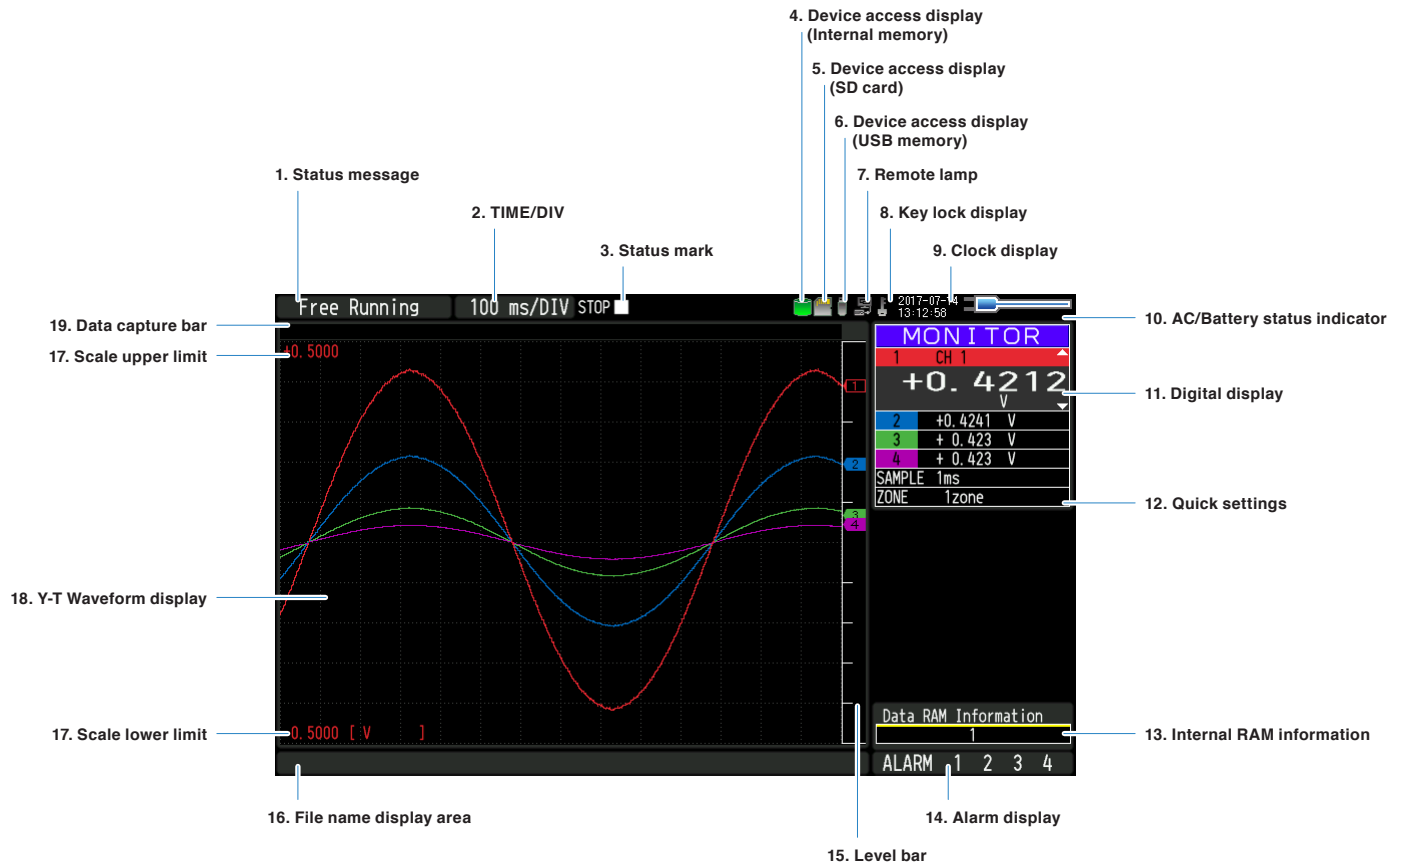 4. Device access display
(Internal memory)
5. Device access display
(SD card)
6. Device access display
(USB memory)
1. Status message
7. Remote lamp
2. TIME/DIV
8. Key lock display
3. Status mark
9. Clock display
Free Running
100 ms/DIV
STOP
2017-07-14
13:12:58
19. Data capture bar
10. AC/Battery status indicator
17. Scale upper limit
+0.5000
MONITOR
1 CH 1
+0.4212
V
11. Digital display
1
2 +0.4241 V
3 + 0.423 V
4 + 0.423 V
2
SAMPLE 1ms
ZONE 1zone
12. Quick settings
3
4
18. Y-T Waveform display
Data RAM Information
1
17. Scale lower limit
0.5000 [ V ]
13. Internal RAM information
ALARM 1 2 3 4
16. File name display area
14. Alarm display
15. Level bar